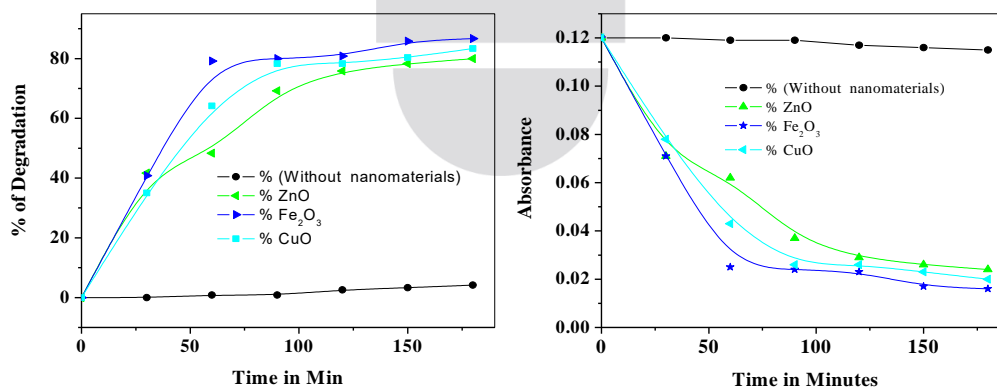 % of Degradation
80
60
40
20
0
% (Without nanomaterials)
% ZnO
% Fe₂O₃
% CuO
0
50
100
150
Time in Min
Absorbance
0.12
0.10
0.08
0.06
0.04
0.02
0.00
% (Without nanomaterials)
% ZnO
% Fe₂O₃
% CuO
0
50
100
150
Time in Minutes